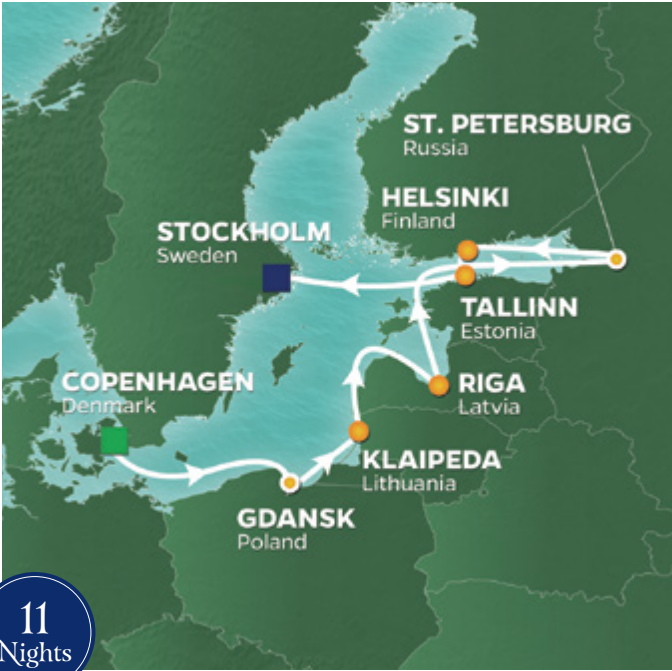 ST. PETERSBURG
Russia
HELSINKI
Finland
STOCKHOLM
Sweden
TALLINN
Estonia
COPENHAGEN
Denmark
RIGA
Latvia
KLAIPEDA
Lithuania
GDANSK
Poland
11
Nights